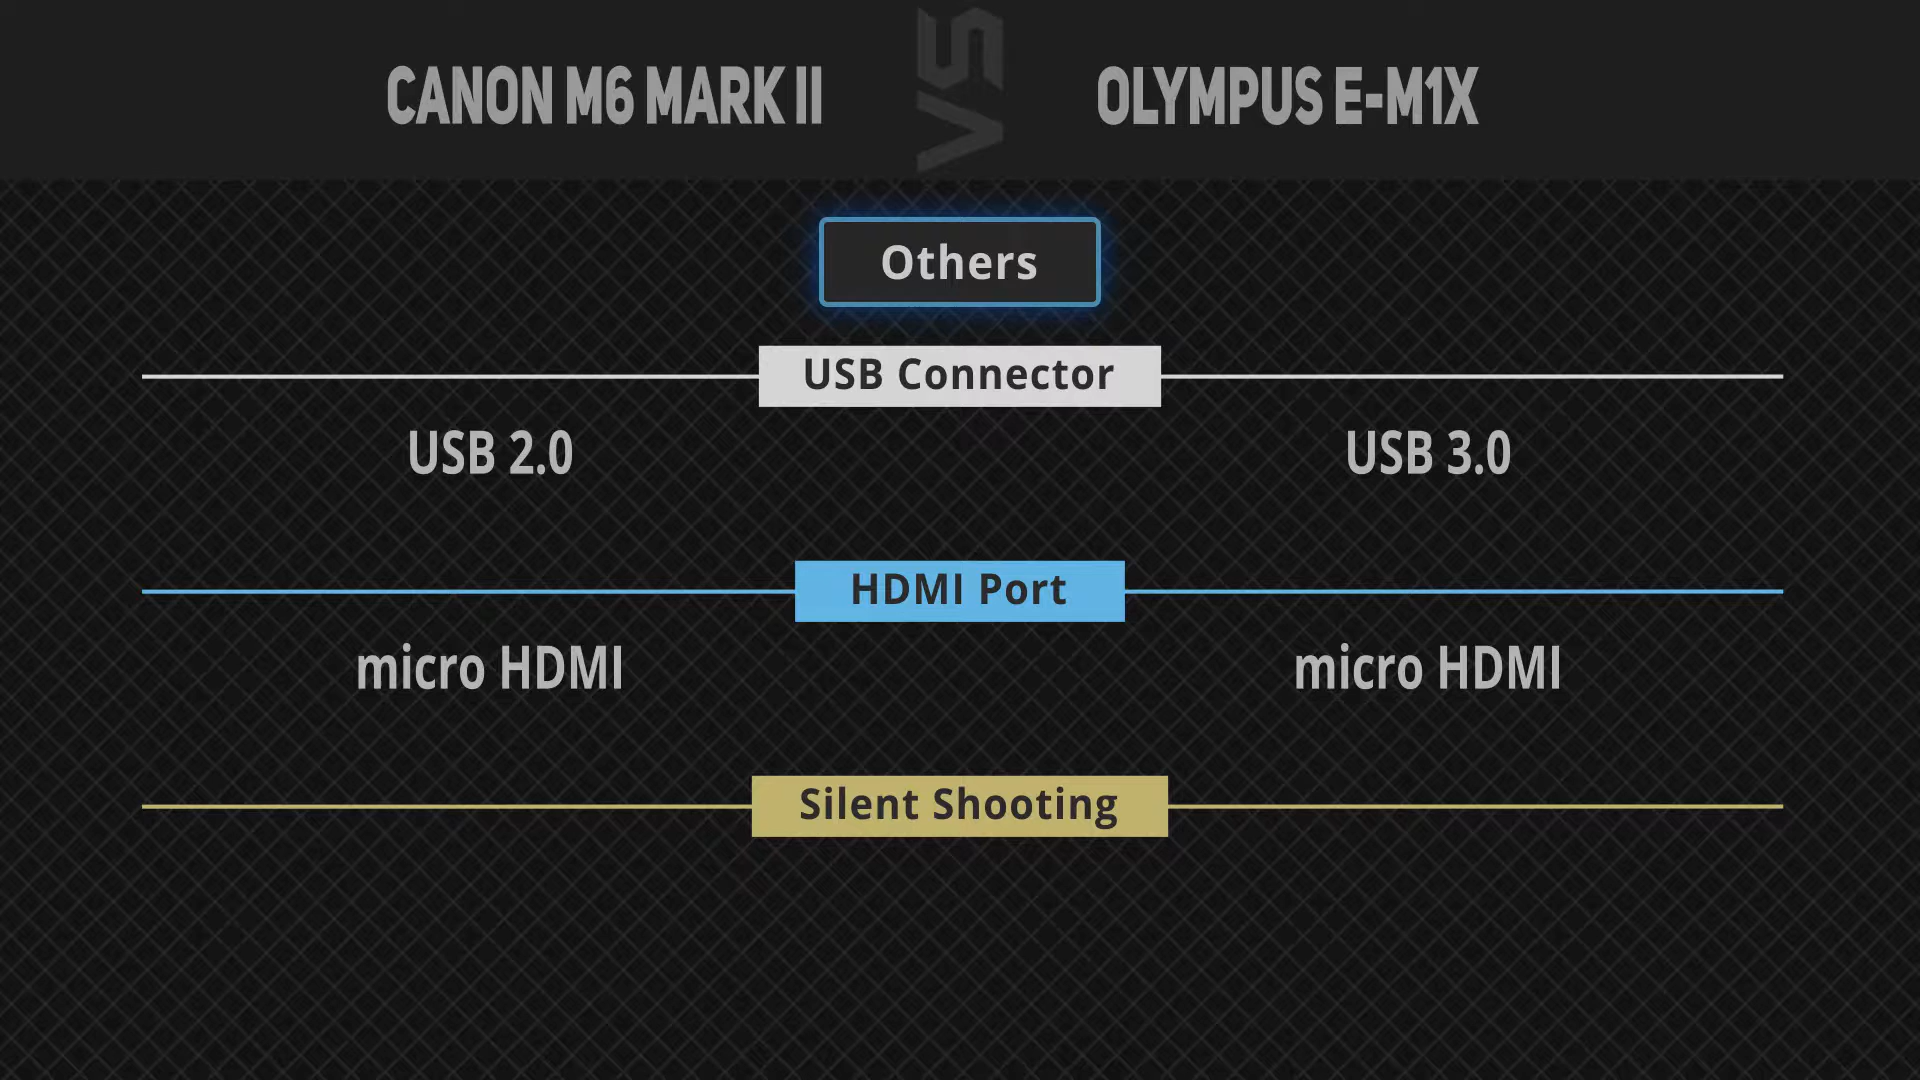 CANON M6 MARK II
VS
OLYMPUS E-M1X
Others
USB Connector
USB 2.0
USB 3.0
HDMI Port
micro HDMI
micro HDMI
Silent Shooting